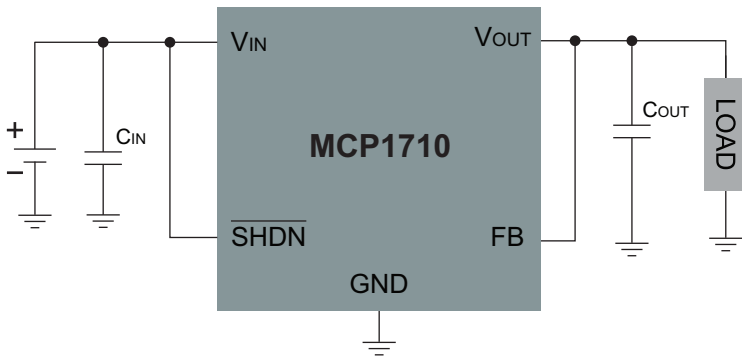 VIN
VOUT
+
-
CIN
MCP1710
COUT
LOAD
SHDN
FB
GND